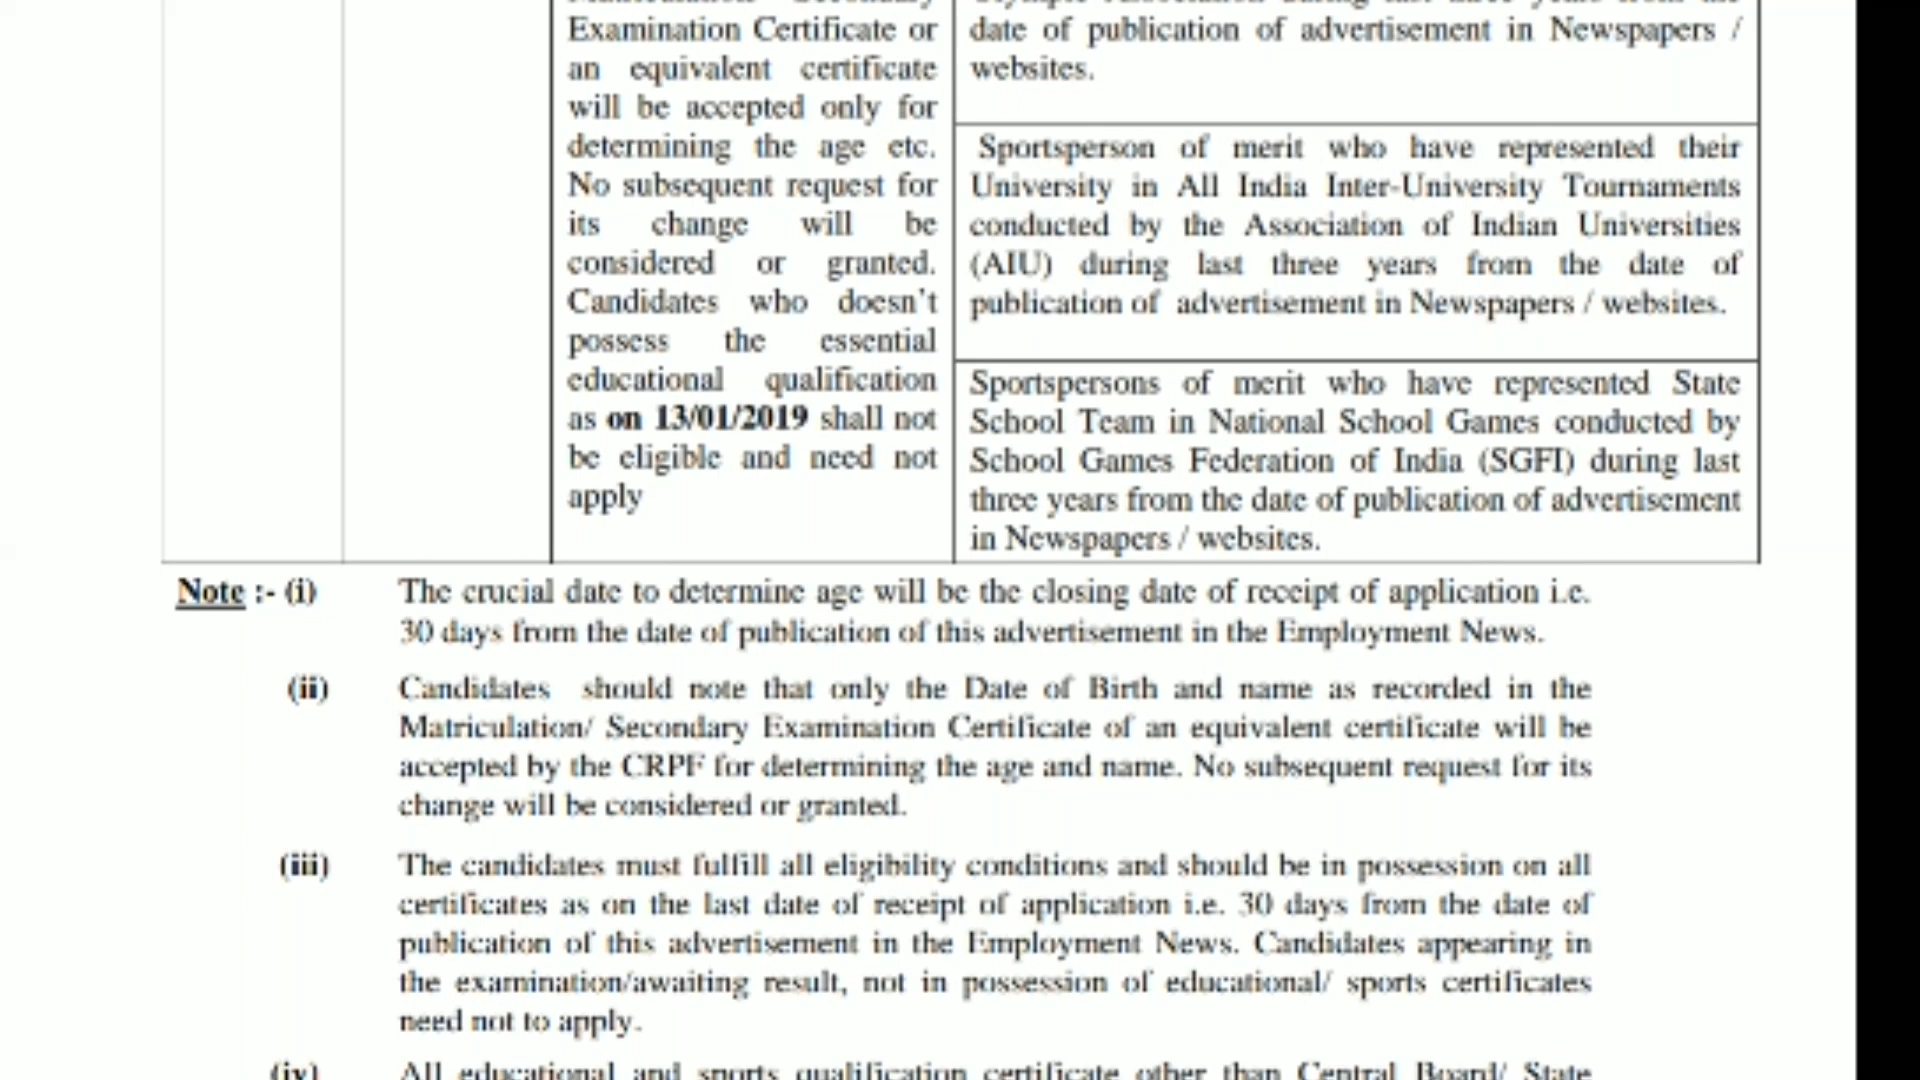 Examination Certificate or
an equivalent certificate
will be accepted only for
determining the age etc.
No subsequent request for
its change will be
considered or granted.
Candidates who doesn't
possess the essential
educational qualification
as on 13/01/2019 shall not
be eligible and need not
apply
date of publication of advertisement in Newspapers /
websites.
Sportsperson of merit who have represented their
University in All India Inter-University Tournaments
conducted by the Association of Indian Universities
(AIU) during last three years from the date of
publication of advertisement in Newspapers / websites.
Sportspersons of merit who have represented State
School Team in National School Games conducted by
School Games Federation of India (SGFI) during last
three years from the date of publication of advertisement
in Newspapers / websites.
Note :- (i) The crucial date to determine age will be the closing date of receipt of application i.e.
30 days from the date of publication of this advertisement in the Employment News.
(ii) Candidates should note that only the Date of Birth and name as recorded in the
Matriculation/ Secondary Examination Certificate of an equivalent certificate will be
accepted by the CRPF for determining the age and name. No subsequent request for its
change will be considered or granted.
(iii) The candidates must fulfill all eligibility conditions and should be in possession on all
certificates as on the last date of receipt of application i.e. 30 days from the date of
publication of this advertisement in the Employment News. Candidates appearing in
the examination/awaiting result, not in possession of educational/ sports certificates
need not to apply.
(iv) All educational and sports qualification certificate other than Central Board/ State